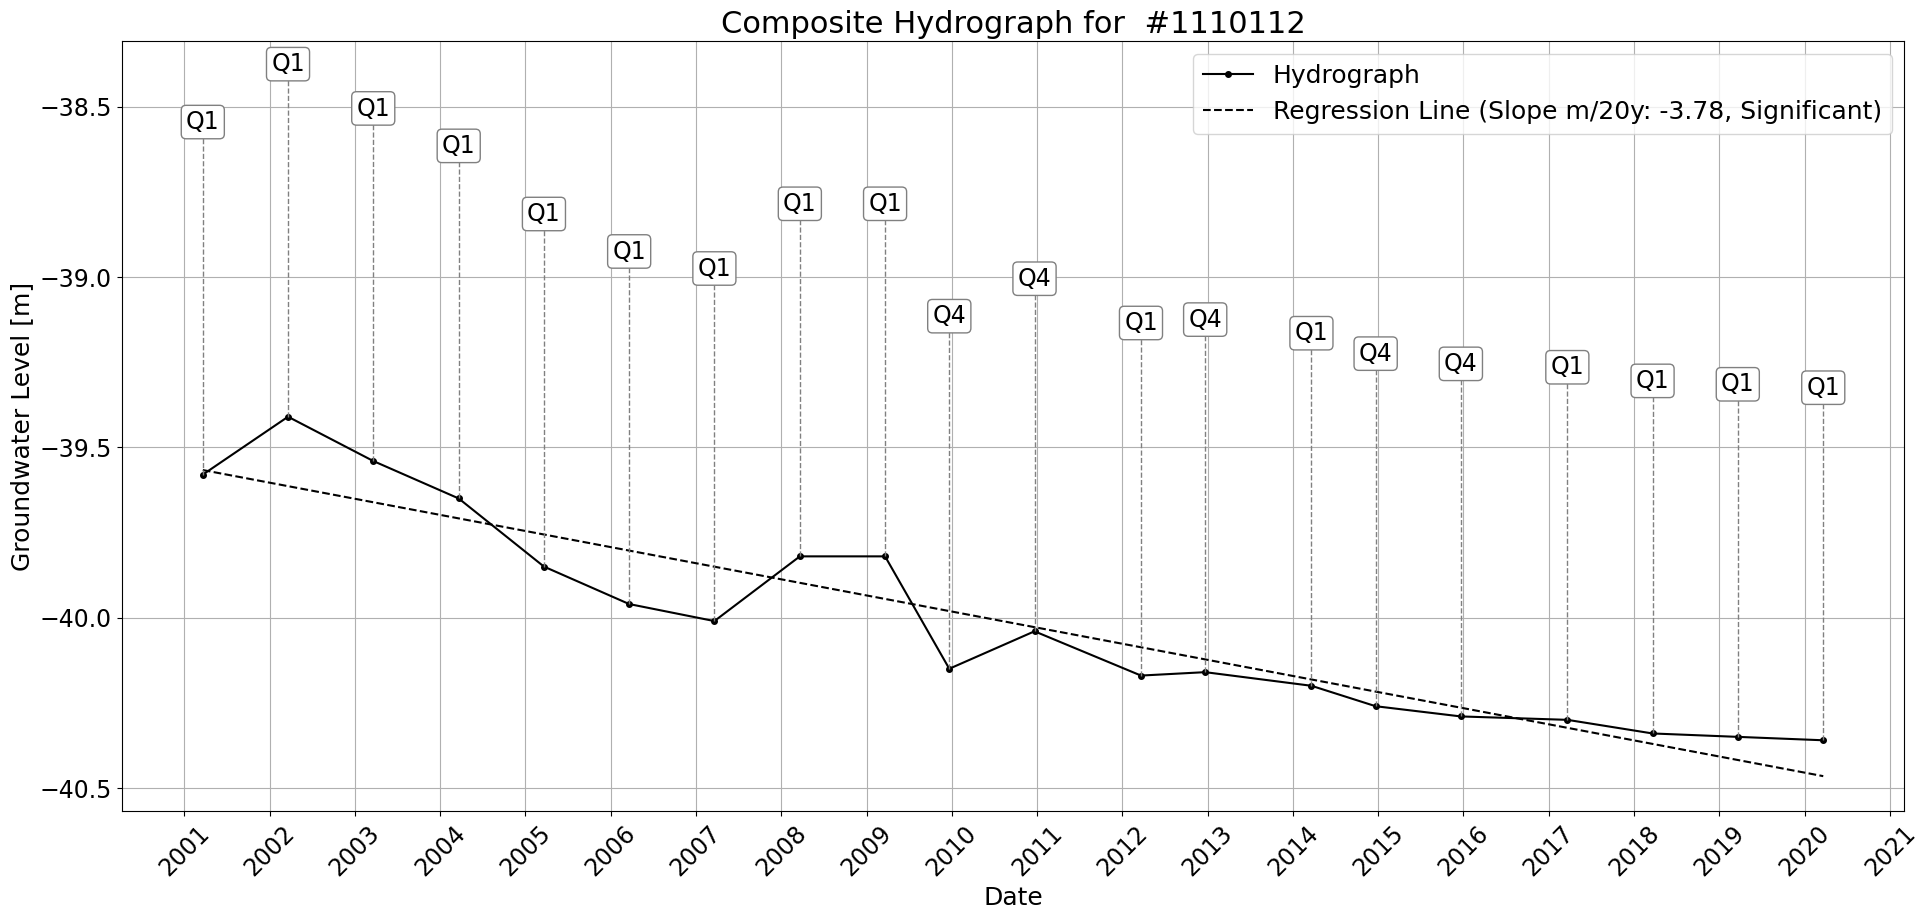 Composite Hydrograph for  #1110112
Hydrograph
Regression Line (Slope m/20y: -3.78, Significant)
Groundwater Level [m]
−38.5
−39.0
−39.5
−40.0
−40.5
Q1
Q1
Q1
Q1
Q1
Q1
Q1
Q1
Q1
Q4
Q4
Q1
Q4
Q1
Q4
Q4
Q1
Q1
Q1
Q1
2001
2002
2003
2004
2005
2006
2007
2008
2009
2010
2011
2012
2013
2014
2015
2016
2017
2018
2019
2020
2021
Date